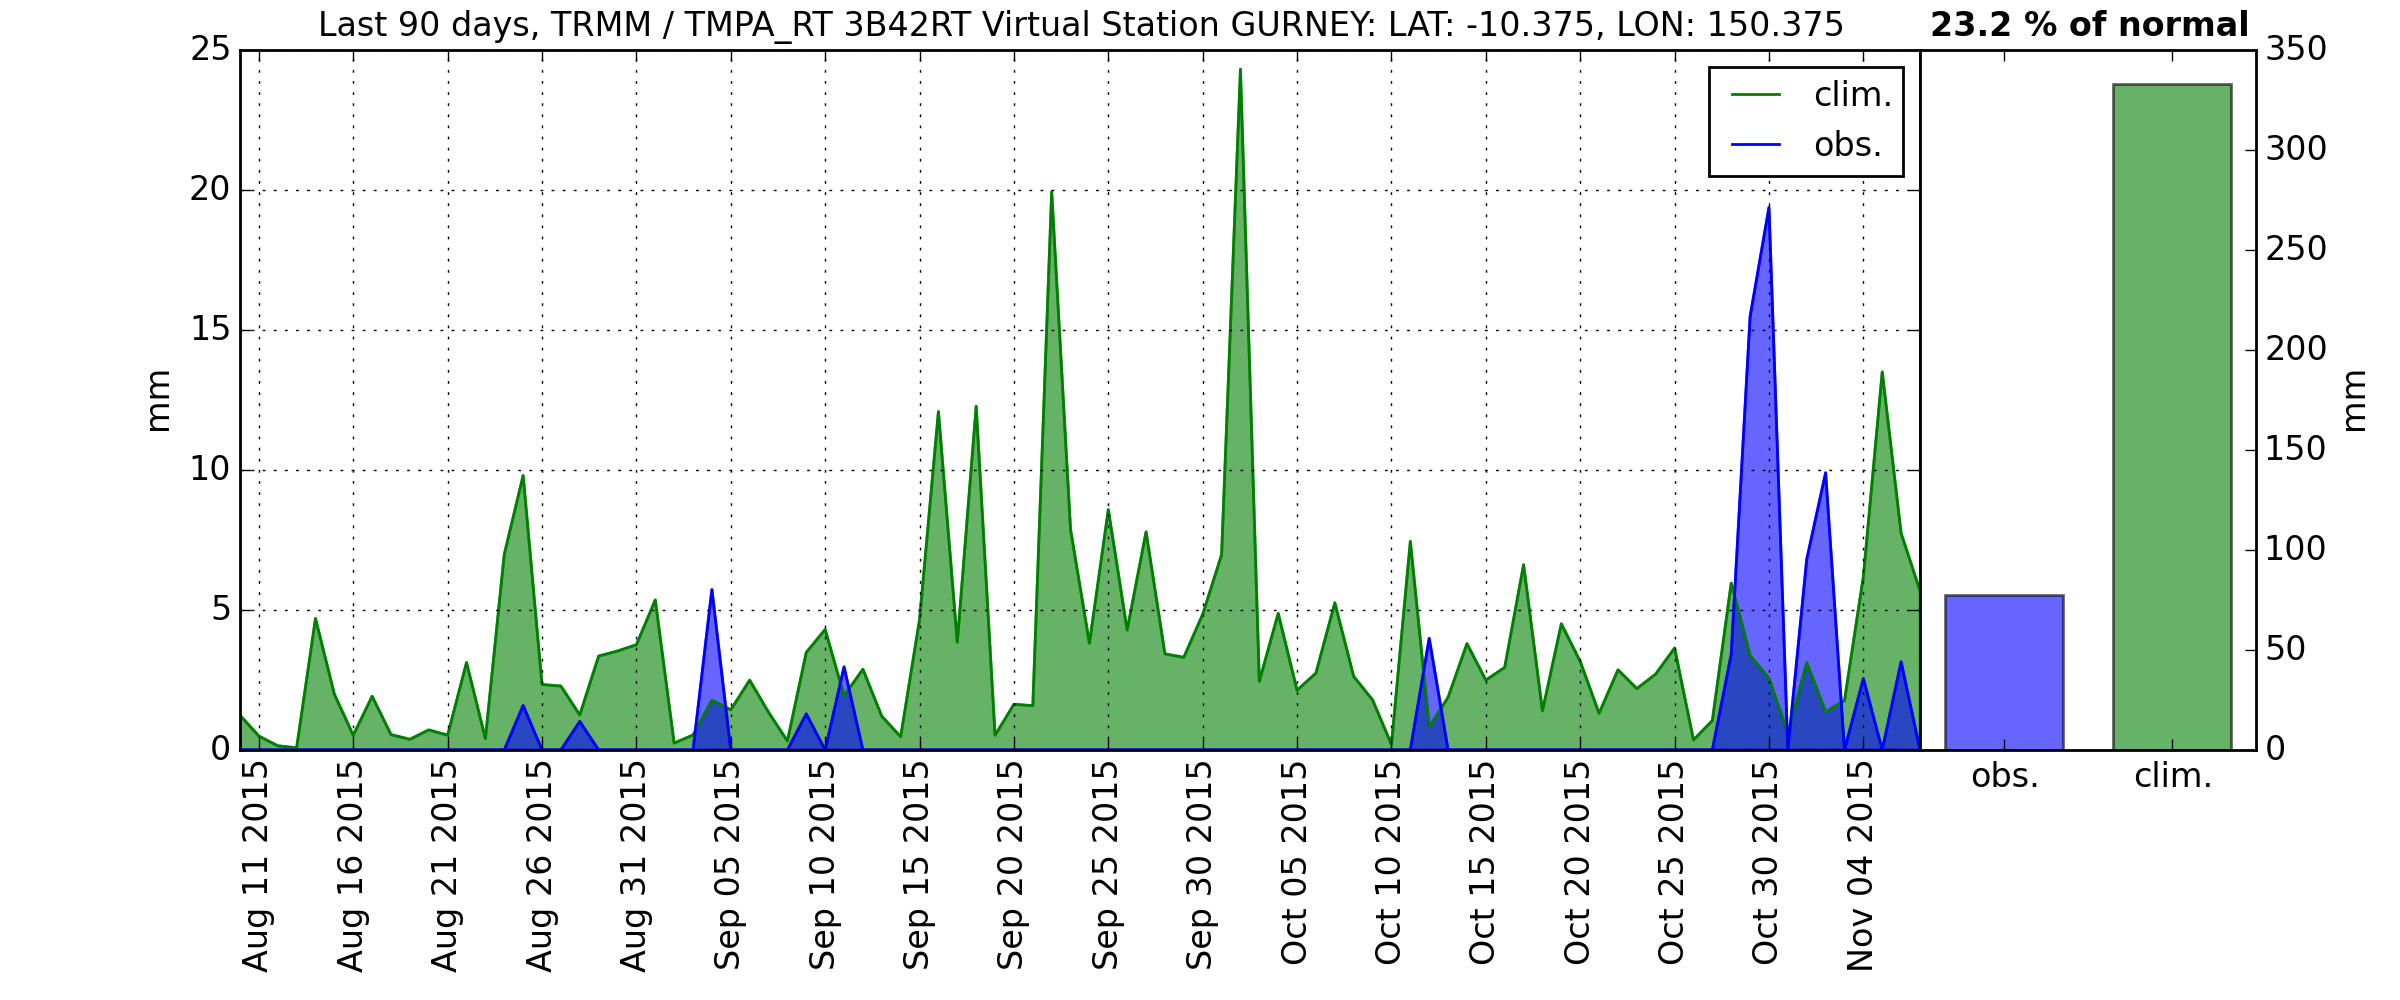 Last 90 days, TRMM / TMPA_RT 3B42RT Virtual Station GURNEY: LAT: -10.375, LON: 150.375
23.2 % of normal
25
20
15
10
5
0
mm
clim.
obs.
350
300
250
200
150
100
50
0
mm
obs.
clim.
Aug 11 2015
Aug 16 2015
Aug 21 2015
Aug 26 2015
Aug 31 2015
Sep 05 2015
Sep 10 2015
Sep 15 2015
Sep 20 2015
Sep 25 2015
Sep 30 2015
Oct 05 2015
Oct 10 2015
Oct 15 2015
Oct 20 2015
Oct 25 2015
Oct 30 2015
Nov 04 2015